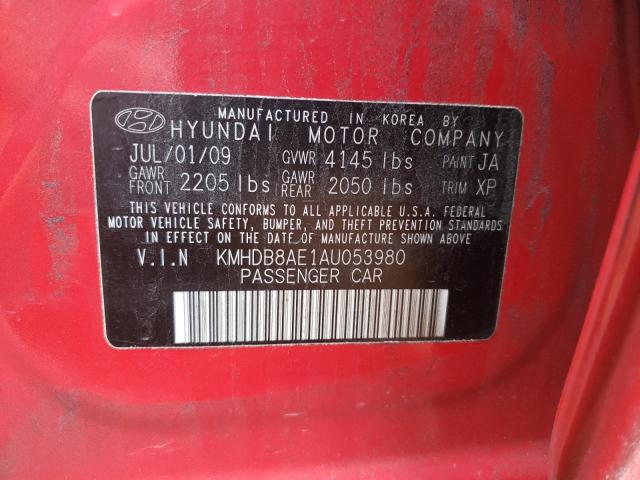 MANUFACTURED IN KOREA BY
HYUNDAI MOTOR COMPANY
JUL/01/09 GVWR 4145 lbs PAINT JA
GAWR FRONT 2205 lbs GAWR REAR 2050 lbs TRIM XP
THIS VEHICLE CONFORMS TO ALL APPLICABLE U.S.A. FEDERAL
MOTOR VEHICLE SAFETY, BUMPER, AND THEFT PREVENTION STANDARDS
IN EFFECT ON THE DATE OF MANUFACTURE SHOWN ABOVE.
V.I.N KMHDB8AE1AU053980
PASSENGER CAR